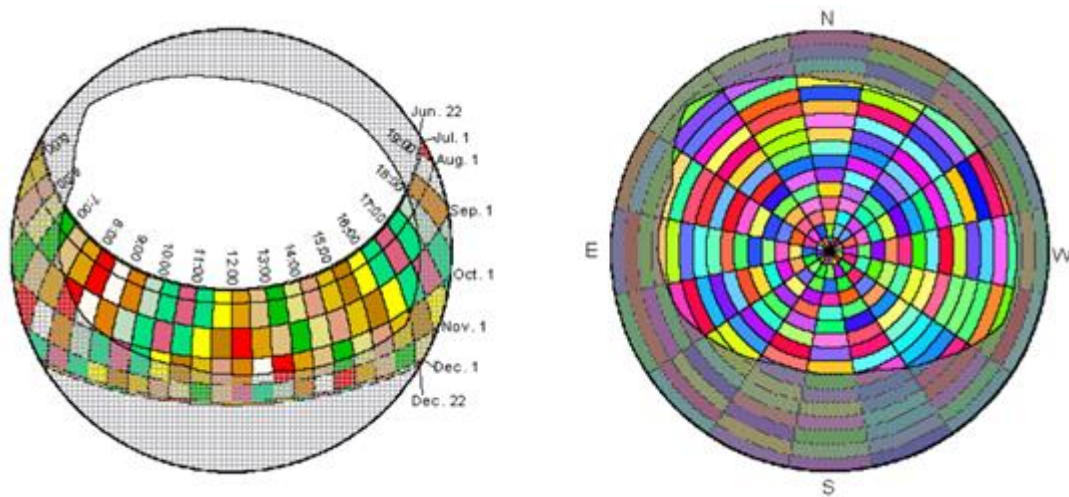 Jun. 22
Jul. 1
Aug. 1
Sep. 1
Oct. 1
Nov. 1
Dec. 1
Dec. 22
7:00
8:00
9:00
10:00
11:00
12:00
13:00
14:00
15:00
16:00
17:00
18:00
19:00
N
E
W
S